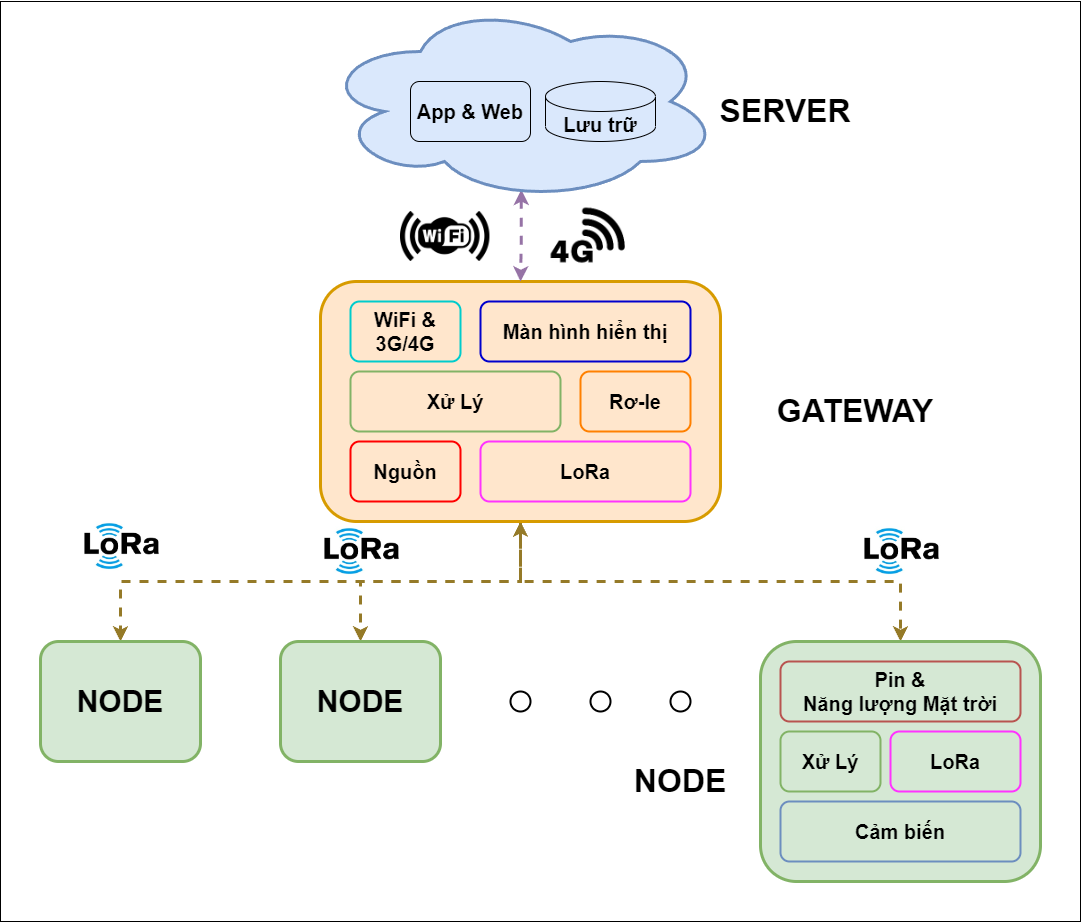 App & Web
Lưu trữ
SERVER
WiFi
4G
WiFi &
3G/4G
Màn hình hiển thị
Xử Lý
Rơ-le
GATEWAY
Nguồn
LoRa
LoRa
LoRa
LoRa
NODE
NODE
Pin &
Năng lượng Mặt trời
Xử Lý
LoRa
NODE
Cảm biến